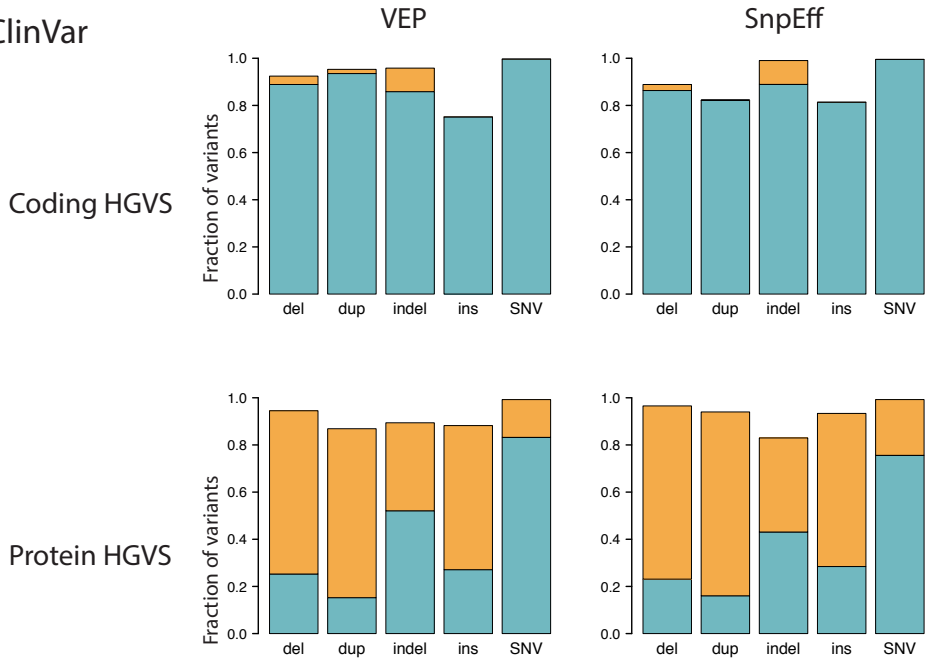 ClinVar
VEP
SnpEff
Coding HGVS
Fraction of variants
1.0
0.8
0.6
0.4
0.2
0.0
del dup indel ins SNV
1.0
0.8
0.6
0.4
0.2
0.0
del dup indel ins SNV
Protein HGVS
Fraction of variants
1.0
0.8
0.6
0.4
0.2
0.0
del dup indel ins SNV
1.0
0.8
0.6
0.4
0.2
0.0
del dup indel ins SNV